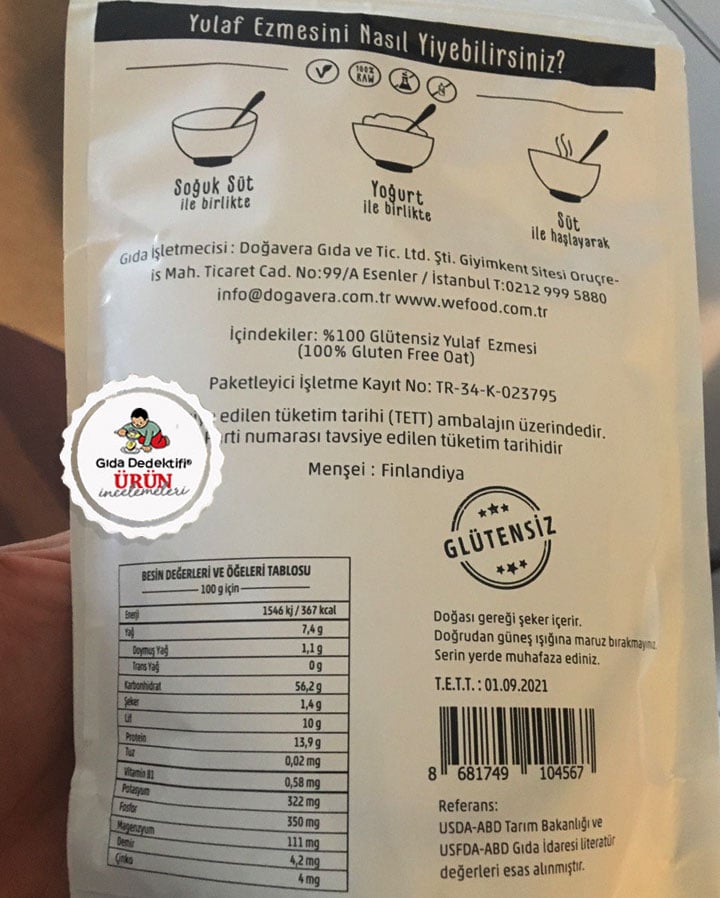 Yulaf Ezmesini Nasıl Yiyebilirsiniz?
100%
RAW
Soğuk Süt
ile birlikte
Yoğurt
ile birlikte
Süt
ile haşlayarak
Gıda İşletmecisi : Doğavera Gıda ve Tic. Ltd. Şti. Giyimkent Sitesi Oruçre-
is Mah. Ticaret Cad. No:99/A Esenler / İstanbul T:0212 999 5880
info@dogavera.com.tr www.wefood.com.tr
İçindekiler: %100 Glütensiz Yulaf Ezmesi
(100% Gluten Free Oat)
Paketleyici İşletme Kayıt No: TR-34-K-023795
edilen tüketim tarihi (TETT) ambalajın üzerindedir.
numarası tavsiye edilen tüketim tarihidir
Menşei : Finlandiya
Gıda Dedektifi®
ÜRÜN
incelemeleri
GLÜTENSİZ
BESİN DEĞERLERİ VE ÖĞELERİ TABLOSU
100 g için
Enerji 1546 kj / 367 kcal
Yağ 7,4 g
Doymuş Yağ 1,1 g
Trans Yağ 0 g
Karbonhidrat 56,2 g
Şeker 1,4 g
Lif 10 g
Protein 13,9 g
Tuz 0,02 mg
Vitamin B1 0,58 mg
Potasyum 322 mg
Fosfor 350 mg
Magenzyum 111 mg
Demir 4,2 mg
Çinko 4 mg
Doğası gereği şeker içerir.
Doğrudan güneş ışığına maruz bırakmayınız.
Serin yerde muhafaza ediniz.
T.E.T.T. : 01.09.2021
8 681749 104567
Referans:
USDA-ABD Tarım Bakanlığı ve
USFDA-ABD Gıda İdaresi literatür
değerleri esas alınmıştır.